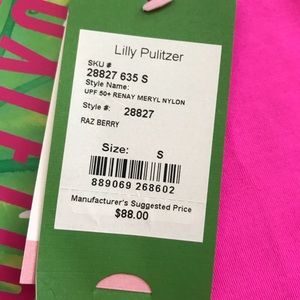 Lilly Pulitzer
SKU #
28827 635 S
Style Name:
UPF 50+ RENAY MERYL NYLON
Style #: 28827
RAZ BERRY
Size: S
889069 268602
Manufacturer's Suggested Price
$88.00